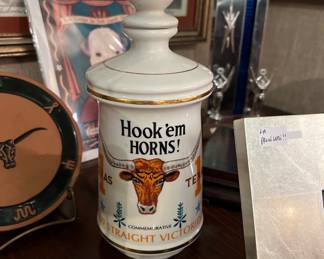 Hook'em
HORNS!
AS
TE
COMMEMORATIVE
STRAIGHT VICTOR